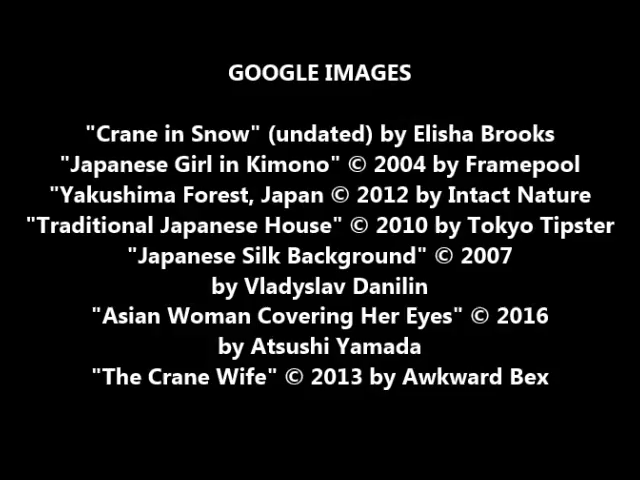 GOOGLE IMAGES
"Crane in Snow" (undated) by Elisha Brooks
"Japanese Girl in Kimono" © 2004 by Framepool
"Yakushima Forest, Japan © 2012 by Intact Nature
"Traditional Japanese House" © 2010 by Tokyo Tipster
"Japanese Silk Background" © 2007
by Vladyslav Danilin
"Asian Woman Covering Her Eyes" © 2016
by Atsushi Yamada
"The Crane Wife" © 2013 by Awkward Bex